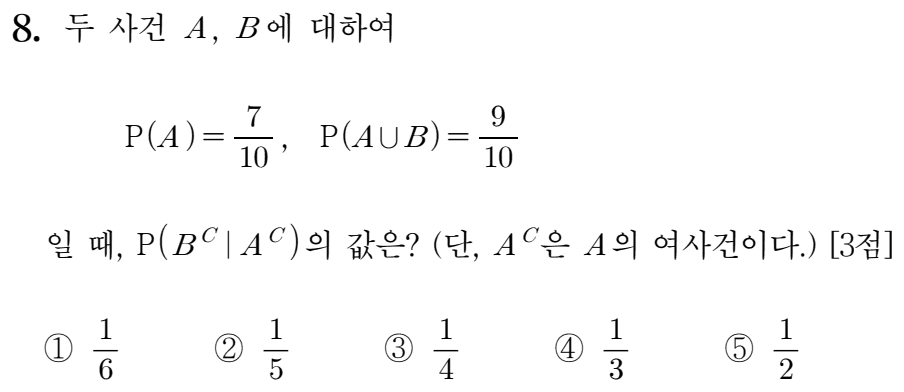 8. 두 사건 A, B에 대하여
P(A) = 7/10, P(A∪B) = 9/10
일 때, P(B^C | A^C)의 값은? (단, A^C은 A의 여사건이다.) [3점]
① 1/6 ② 1/5 ③ 1/4 ④ 1/3 ⑤ 1/2